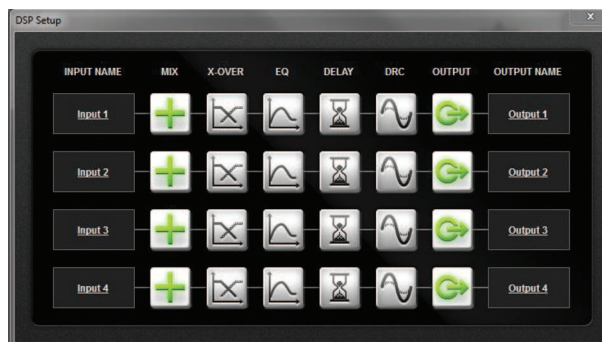 DSP Setup
INPUT NAME MIX X-OVER EQ DELAY DRC OUTPUT OUTPUT NAME
Input 1 Output 1
Input 2 Output 2
Input 3 Output 3
Input 4 Output 4